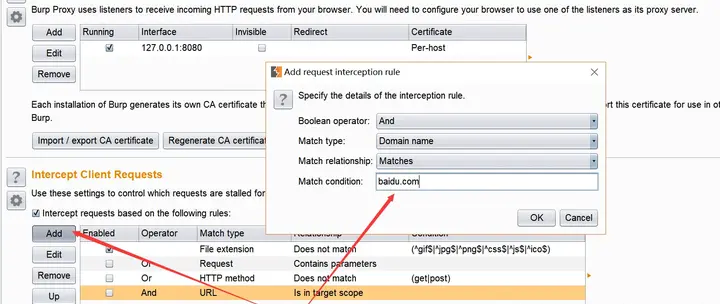 Burp Proxy uses listeners to receive incoming HTTP requests from your browser. You will need to configure your browser to use one of the listeners as its proxy server.
Add Running Interface Invisible Redirect Certificate
Edit 127.0.0.1:8080 Per-host
Remove
Add request interception rule
? Specify the details of the interception rule.
Boolean operator: And
Match type: Domain name
Match relationship: Matches
Match condition: baidu.com
OK Cancel
Each installation of Burp generates its own CA certificate th
ort this certificate for use in ot
Burp.
Import / export CA certificate Regenerate CA certifica
? Intercept Client Requests
Use these settings to control which requests are stalled for
Intercept requests based on the following rules:
Add Enabled Operator Match type Relationship Condition
Edit File extension Does not match (^gif$|^jpg$|^png$|^css$|^js$|^ico$)
Or Request Contains parameters
Remove Or HTTP method Does not match (get|post)
Up And URL Is in target scope